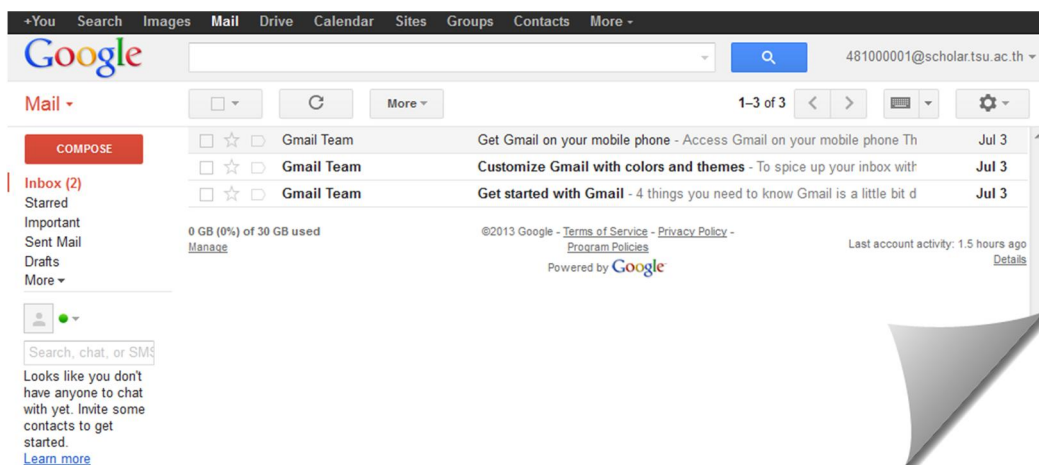 +You Search Images Mail Drive Calendar Sites Groups Contacts More
Google
481000001@scholar.tsu.ac.th
Mail
More
1–3 of 3
COMPOSE
Gmail Team Get Gmail on your mobile phone - Access Gmail on your mobile phone Th Jul 3
Gmail Team Customize Gmail with colors and themes - To spice up your inbox with Jul 3
Gmail Team Get started with Gmail - 4 things you need to know Gmail is a little bit d Jul 3
Inbox (2)
Starred
Important
Sent Mail
Drafts
More
0 GB (0%) of 30 GB used
Manage
©2013 Google - Terms of Service - Privacy Policy -
Program Policies
Powered by Google
Last account activity: 1.5 hours ago
Details
Search, chat, or SMS
Looks like you don't
have anyone to chat
with yet. Invite some
contacts to get
started.
Learn more